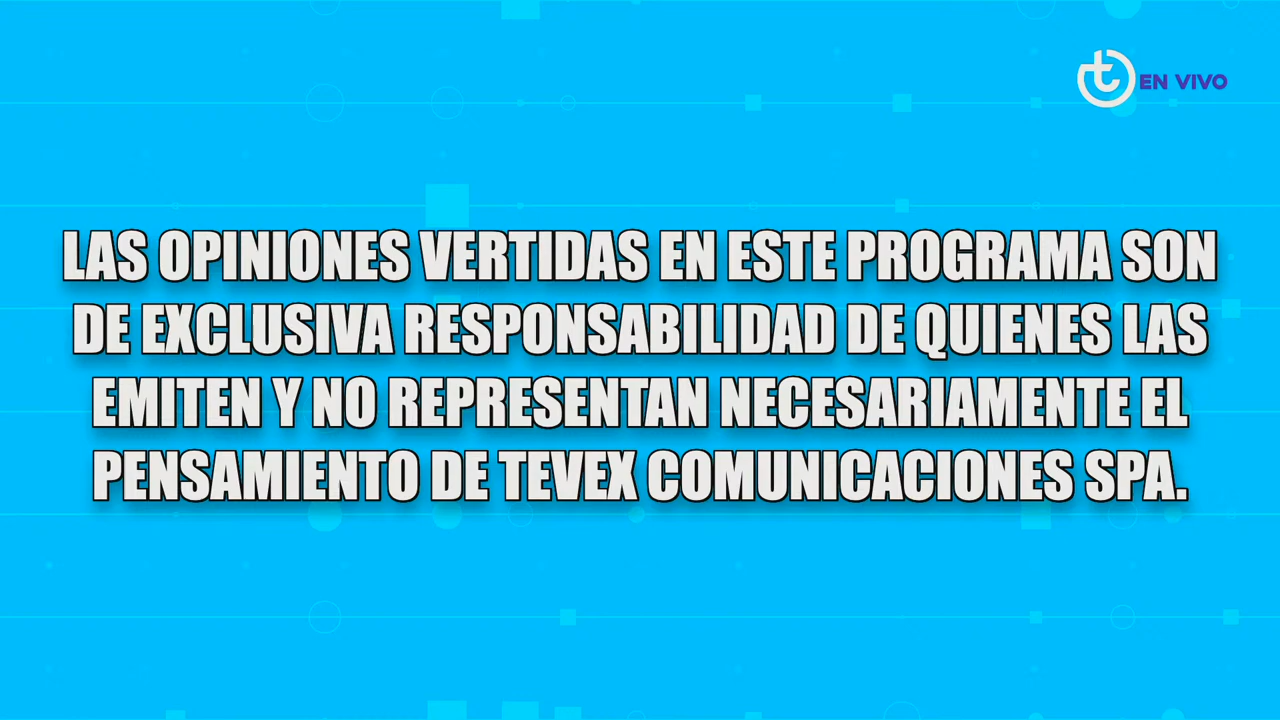 t EN VIVO
LAS OPINIONES VERTIDAS EN ESTE PROGRAMA SON
DE EXCLUSIVA RESPONSABILIDAD DE QUIENES LAS
EMITEN Y NO REPRESENTAN NECESARIAMENTE EL
PENSAMIENTO DE TEVEX COMUNICACIONES SPA.